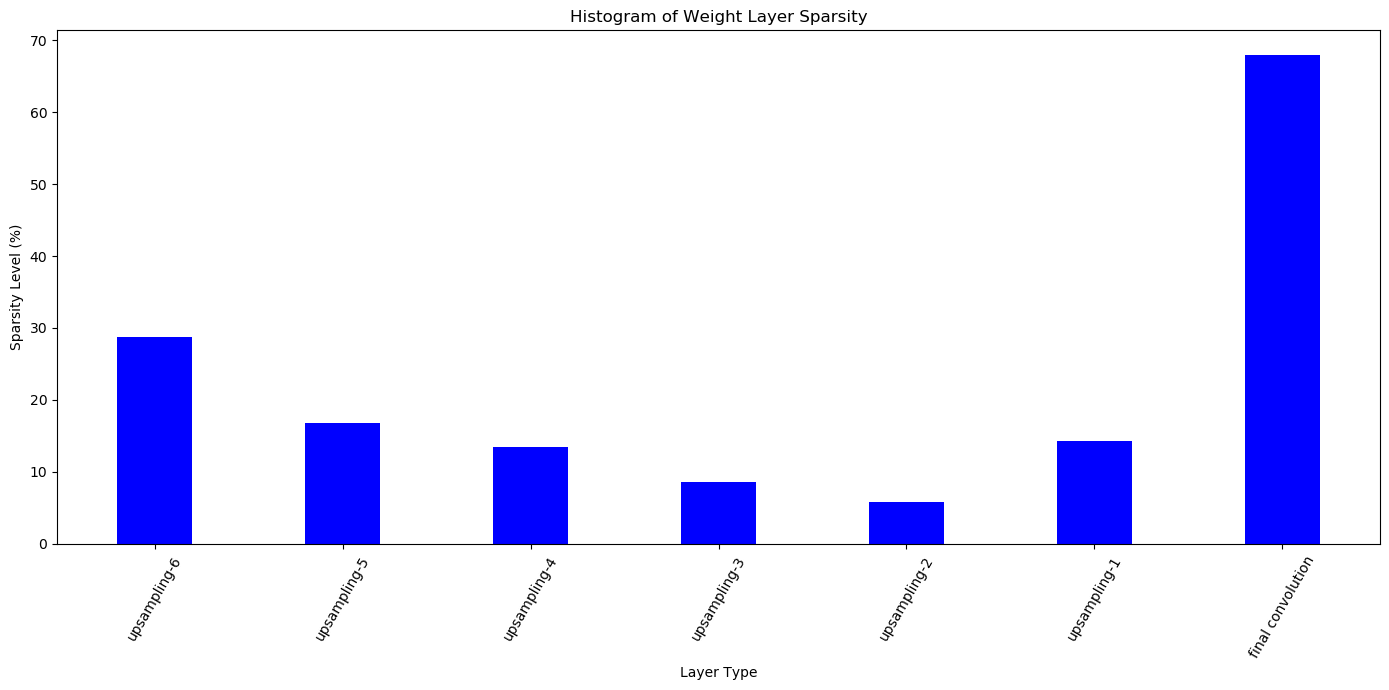 Histogram of Weight Layer Sparsity
Sparsity Level (%)
70
60
50
40
30
20
10
0
upsampling-6
upsampling-5
upsampling-4
upsampling-3
upsampling-2
upsampling-1
final convolution
Layer Type